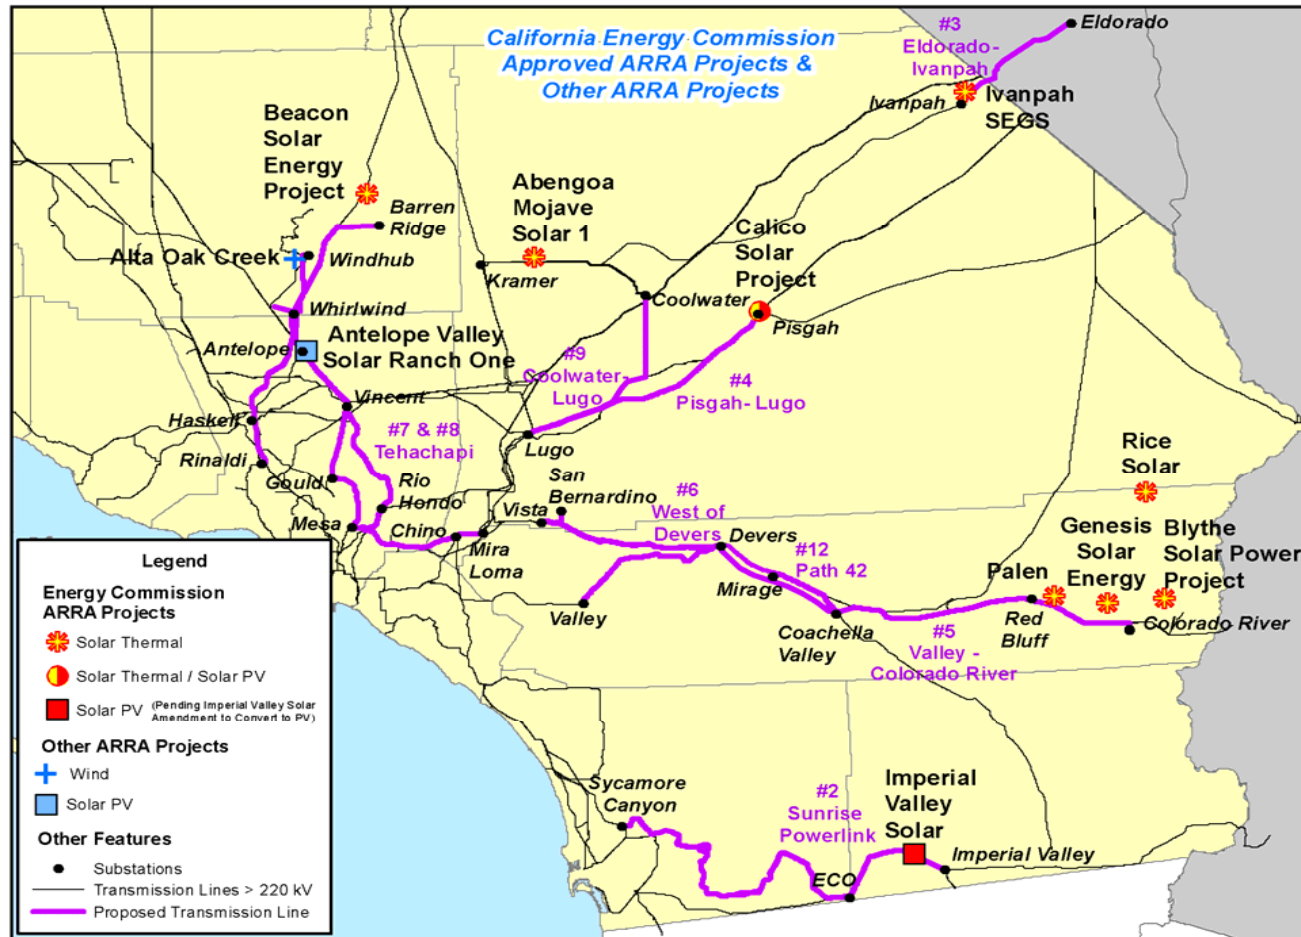 California Energy Commission
Approved ARRA Projects &
Other ARRA Projects
#3
Eldorado-
Ivanpah
Eldorado
Ivanpah
Ivanpah
SEGS
Beacon
Solar
Energy
Project
Barren
Ridge
Abengoa
Mojave
Solar 1
Calico
Solar
Project
Alta Oak Creek
Windhub
Kramer
Coolwater
Pisgah
Whirlwind
Antelope
Antelope Valley
Solar Ranch One
#9
Coolwater-
Lugo
#4
Pisgah- Lugo
Vincent
Haskell
#7 & #8
Tehachapi
Lugo
Rinaldi
Gould
Rio
Hondo
San
Bernardino
Rice
Solar
Mesa
Chino
Vista
#6
West of
Devers
Devers
Mira
Loma
#12
Path 42
Mirage
Genesis
Solar
Energy
Blythe
Solar Power
Project
Palen
Valley
Coachella
Valley
Red
Bluff
Colorado River
#5
Valley -
Colorado River
Sycamore
Canyon
#2
Sunrise
Powerlink
Imperial
Valley
Solar
ECO
Imperial Valley
Legend
Energy Commission
ARRA Projects
Solar Thermal
Solar Thermal / Solar PV
Solar PV (Pending Imperial Valley Solar
Amendment to Convert to PV)
Other ARRA Projects
Wind
Solar PV
Other Features
Substations
Transmission Lines > 220 kV
Proposed Transmission Line